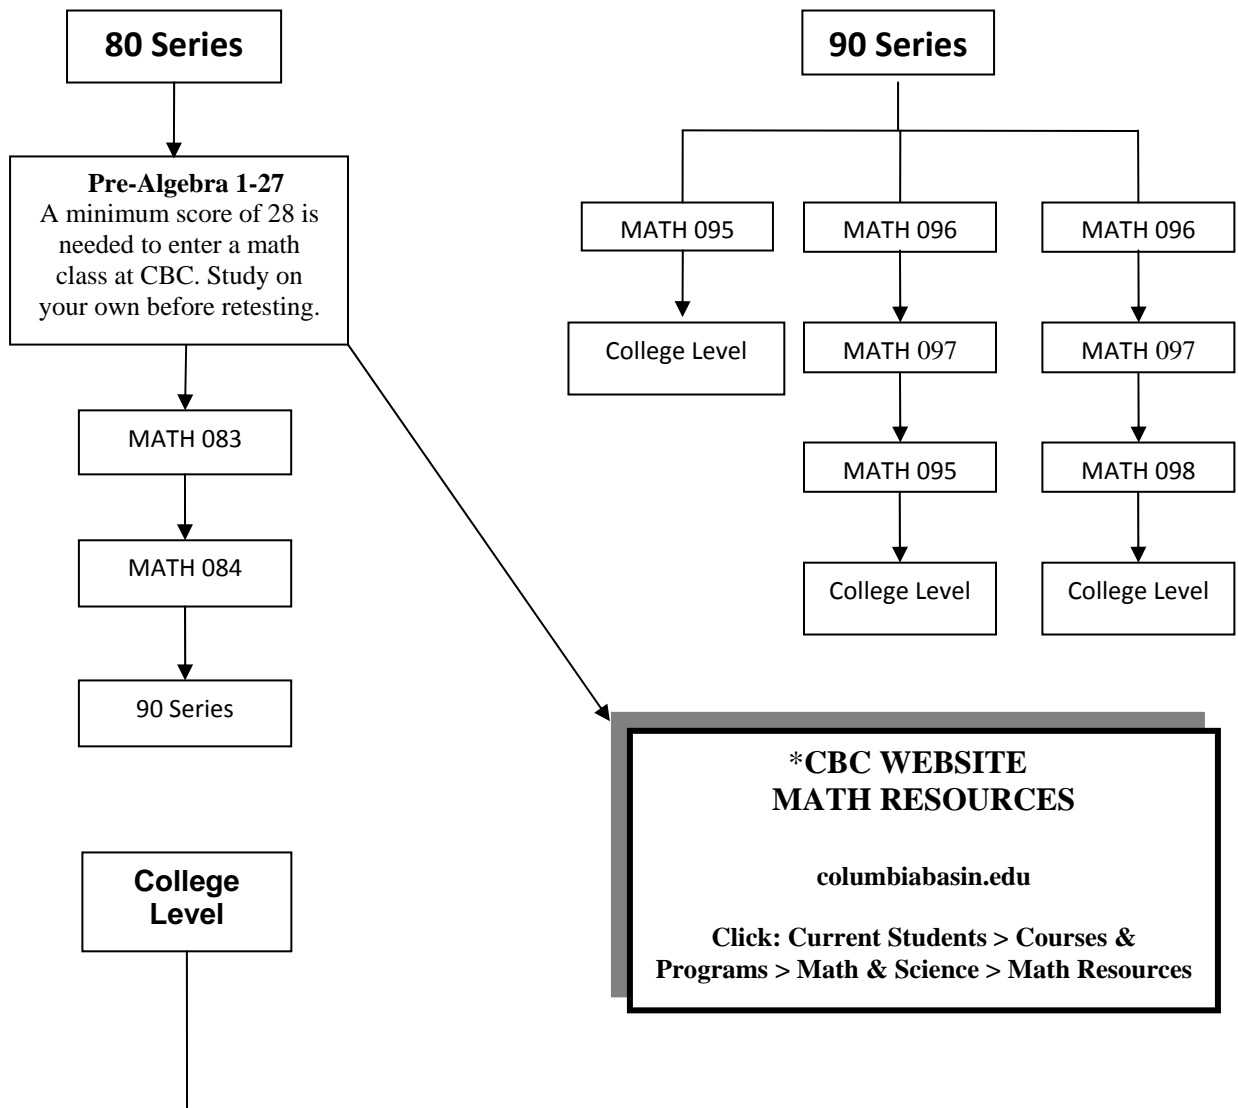 80 Series
Pre-Algebra 1-27
A minimum score of 28 is
needed to enter a math
class at CBC. Study on
your own before retesting.
MATH 083
MATH 084
90 Series
90 Series
MATH 095
College Level
MATH 096
MATH 097
MATH 095
College Level
MATH 096
MATH 097
MATH 098
College Level
*CBC WEBSITE
MATH RESOURCES
columbiabasin.edu
Click: Current Students > Courses &
Programs > Math & Science > Math Resources
College
Level